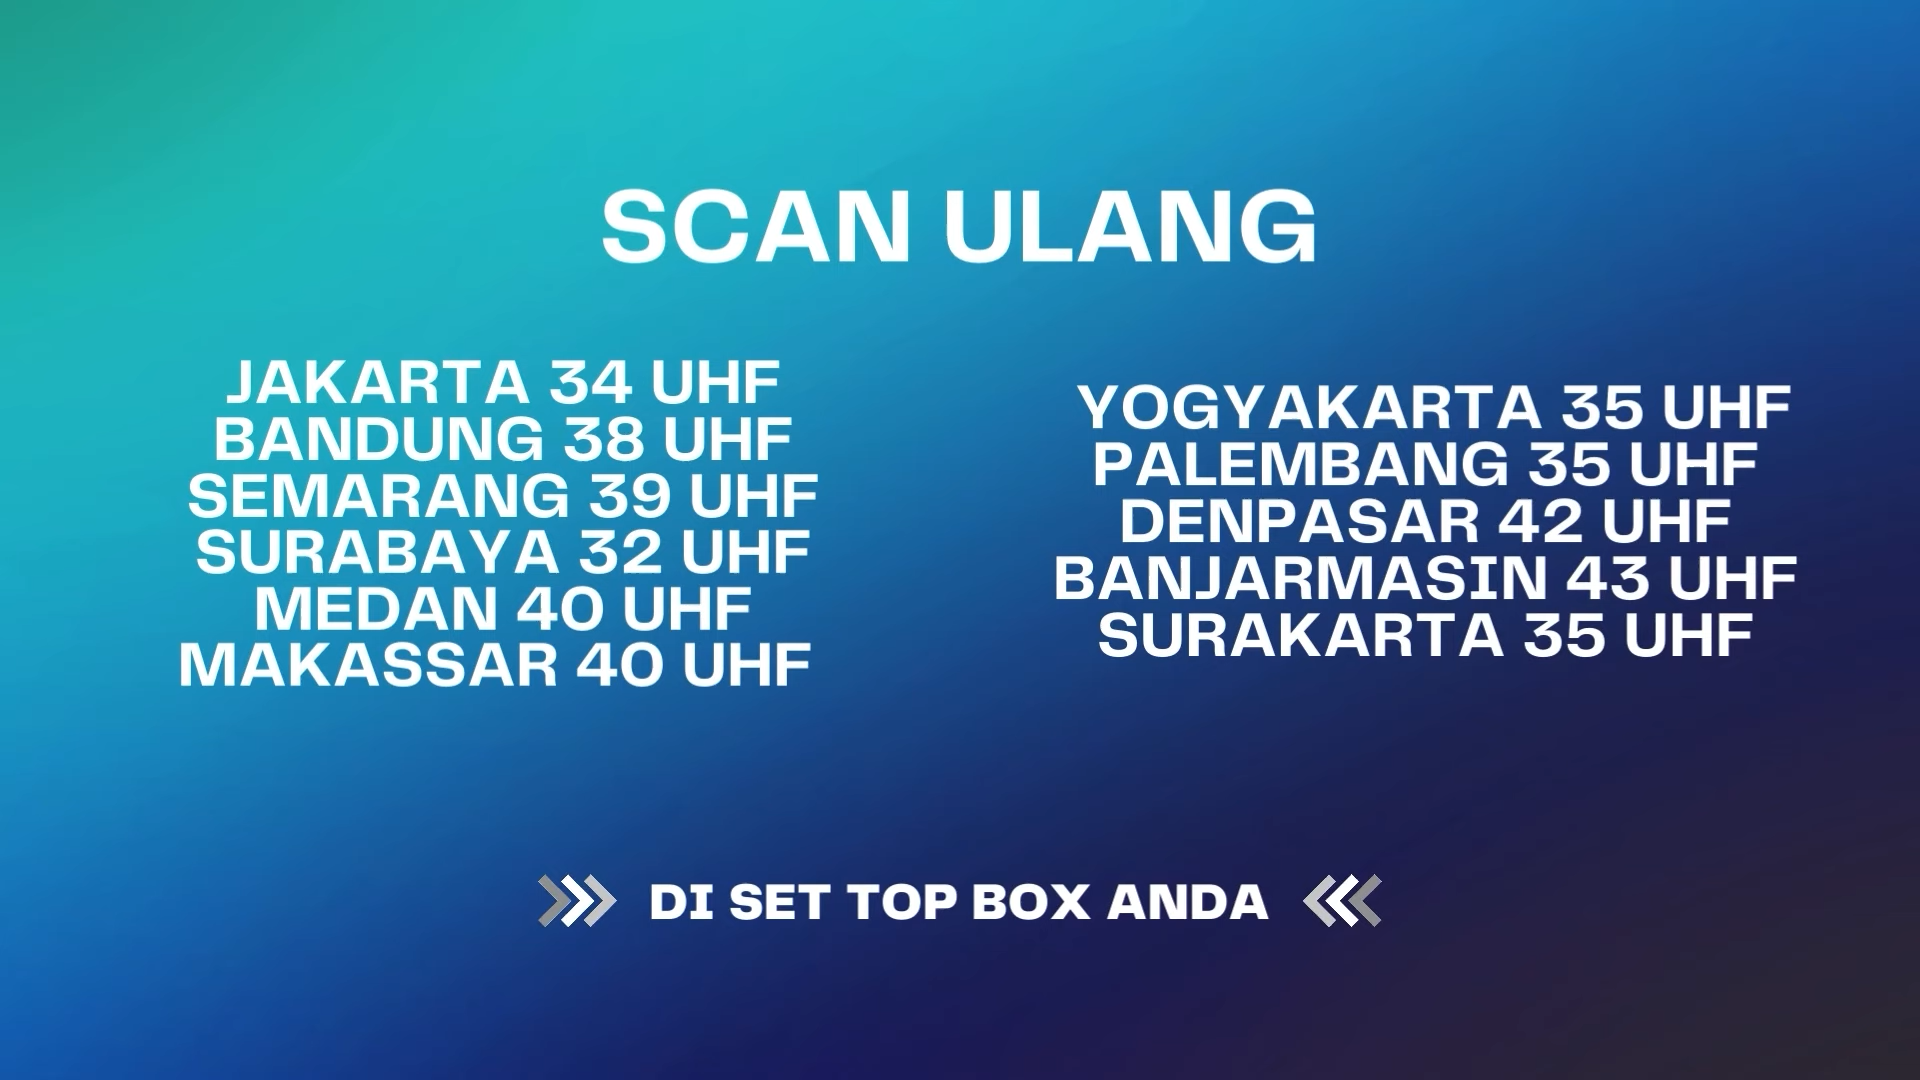 SCAN ULANG
JAKARTA 34 UHF
BANDUNG 38 UHF
SEMARANG 39 UHF
SURABAYA 32 UHF
MEDAN 40 UHF
MAKASSAR 40 UHF
YOGYAKARTA 35 UHF
PALEMBANG 35 UHF
DENPASAR 42 UHF
BANJARMASIN 43 UHF
SURAKARTA 35 UHF
DI SET TOP BOX ANDA